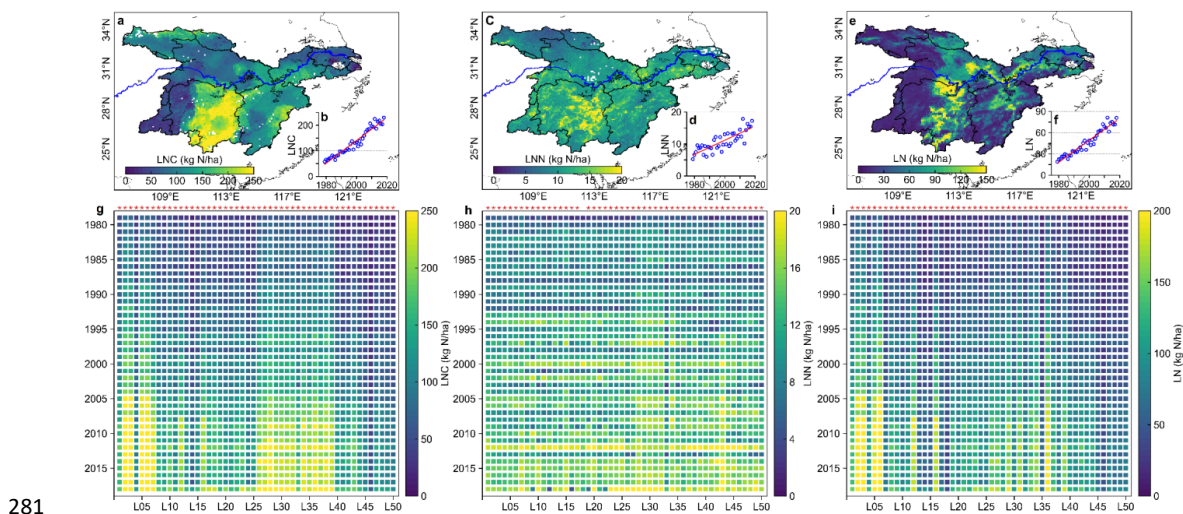 a
34°N
31°N
28°N
25°N
b
LNC
200
100
0
1980 2000 2020
LNC (kg N/ha)
0 50 100 150 200 250
109°E 113°E 117°E 121°E
C
34°N
31°N
28°N
25°N
d
LNN
20
10
0
1980 2000 2020
LNN (kg N/ha)
0 5 10 15 20
109°E 113°E 117°E 121°E
e
34°N
31°N
28°N
25°N
f
LN
90
60
30
1980 2000 2020
LN (kg N/ha)
0 30 60 90 120 150
109°E 113°E 117°E 121°E
g
1980
1985
1990
1995
2000
2005
2010
2015
L05 L10 L15 L20 L25 L30 L35 L40 L45 L50
250
200
150
100
50
0
LNC (kg N/ha)
h
1980
1985
1990
1995
2000
2005
2010
2015
L05 L10 L15 L20 L25 L30 L35 L40 L45 L50
20
16
12
8
4
0
LNN (kg N/ha)
i
1980
1985
1990
1995
2000
2005
2010
2015
L05 L10 L15 L20 L25 L30 L35 L40 L45 L50
200
150
100
50
0
LN (kg N/ha)
281